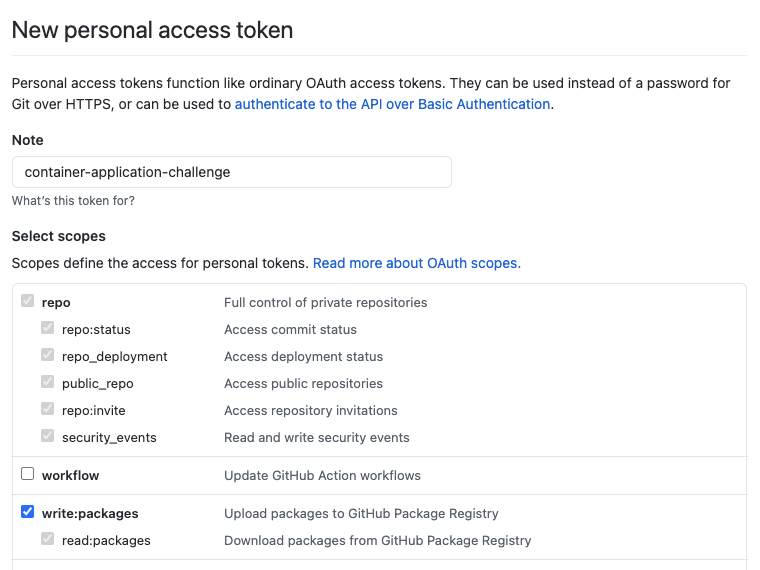 New personal access token
Personal access tokens function like ordinary OAuth access tokens. They can be used instead of a password for
Git over HTTPS, or can be used to authenticate to the API over Basic Authentication.
Note
container-application-challenge
What's this token for?
Select scopes
Scopes define the access for personal tokens. Read more about OAuth scopes.
repo Full control of private repositories
repo:status Access commit status
repo_deployment Access deployment status
public_repo Access public repositories
repo:invite Access repository invitations
security_events Read and write security events
workflow Update GitHub Action workflows
write:packages Upload packages to GitHub Package Registry
read:packages Download packages from GitHub Package Registry